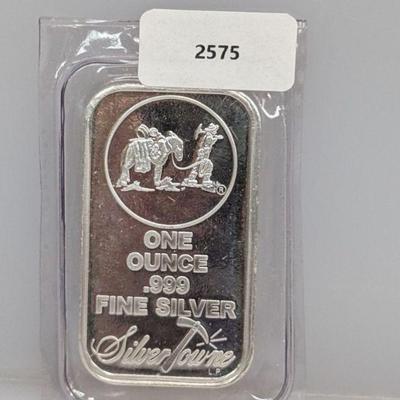 2575
®
ONE
OUNCE
.999
FINE SILVER
SilverTowne
L.P.